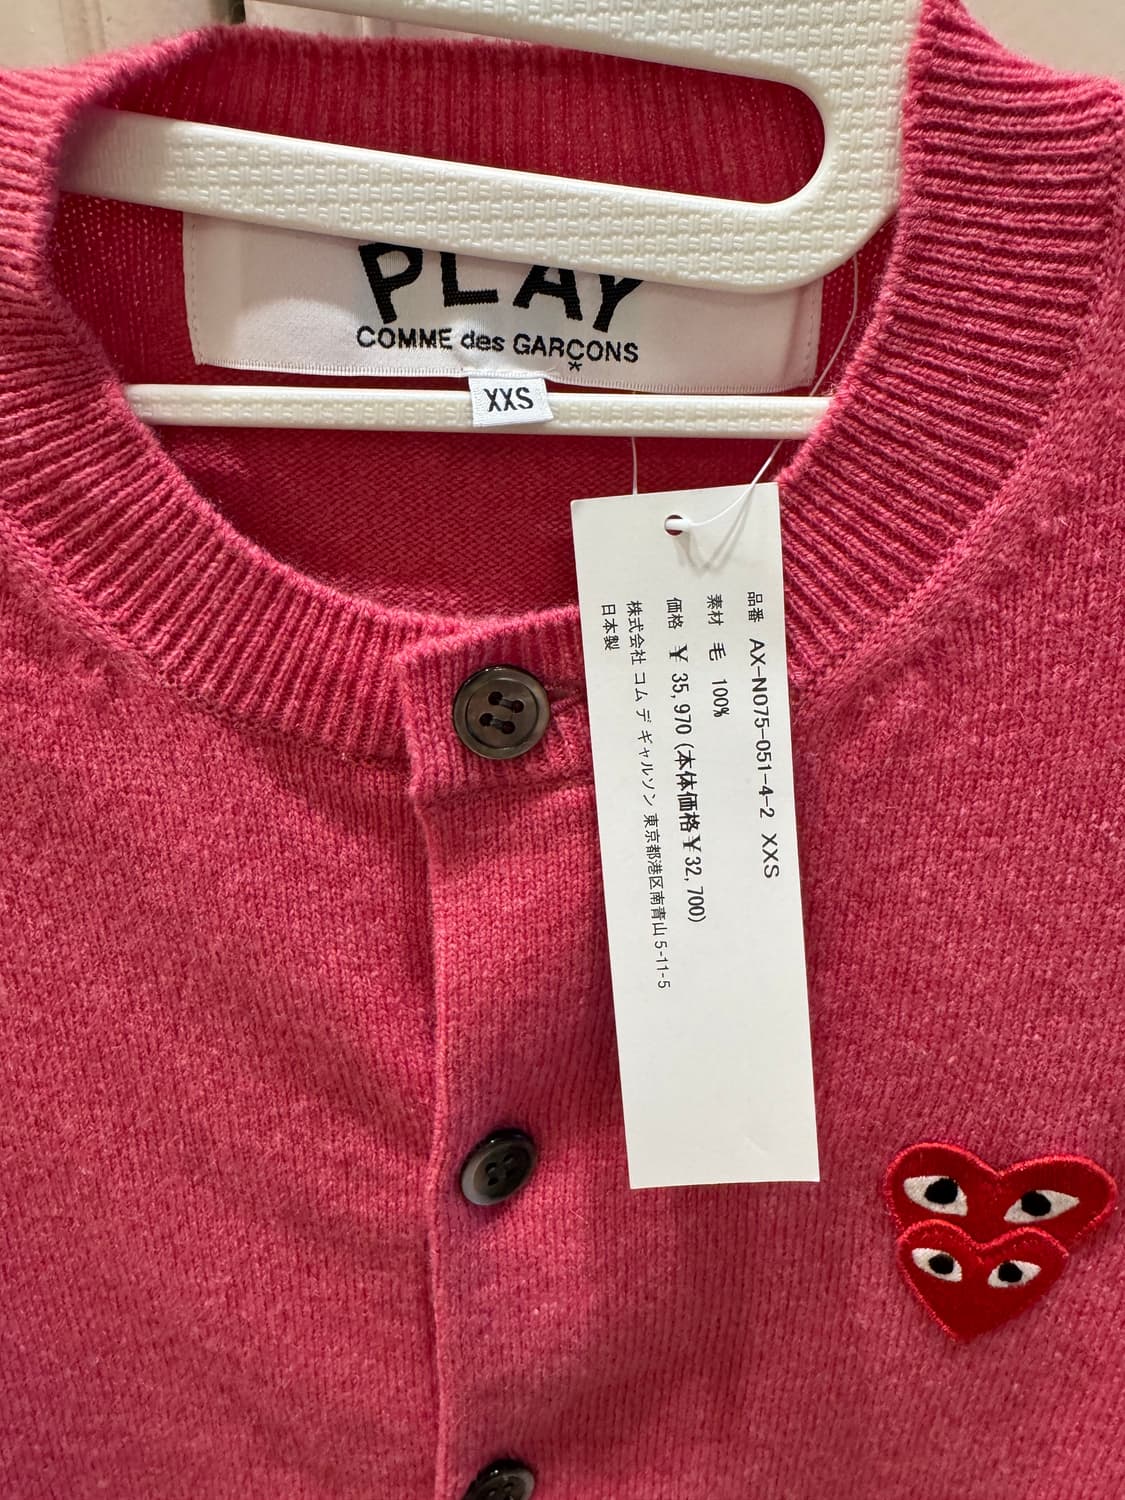 PLAY
COMME des GARÇONS
*
XXS
品番 AX-N075-051-4-2 XXS
素材 毛 100%
価格 ¥ 35,970 (本体価格¥32,700)
株式会社 コム デ ギャルソン 東京都港区南青山 5-11-5
日本製